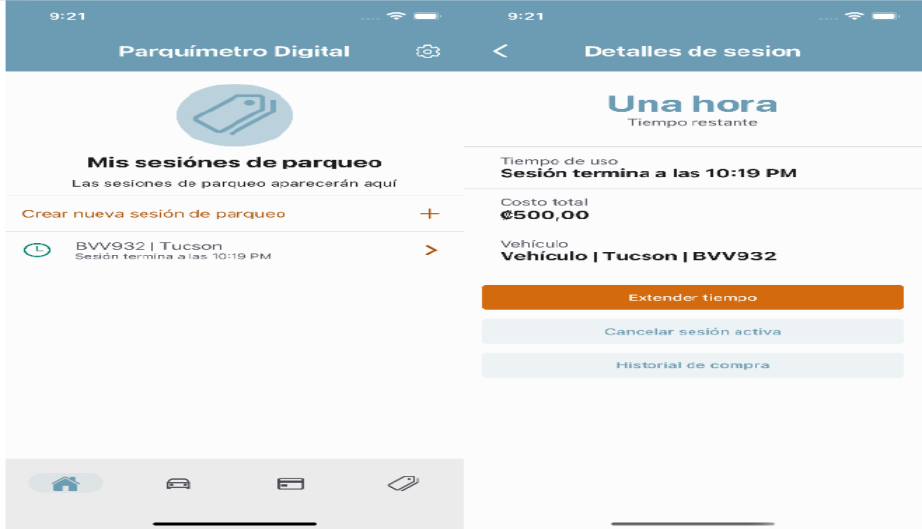 9:21
Parquímetro Digital
Mis sesiónes de parqueo
Las sesiones de parqueo aparecerán aquí
Crear nueva sesión de parqueo
BVV932 | Tucson
Sesión termina a las 10:19 PM
9:21
Detalles de sesion
Una hora
Tiempo restante
Tiempo de uso
Sesión termina a las 10:19 PM
Costo total
₡500,00
Vehículo
Vehículo | Tucson | BVV932
Extender tiempo
Cancelar sesión activa
Historial de compra